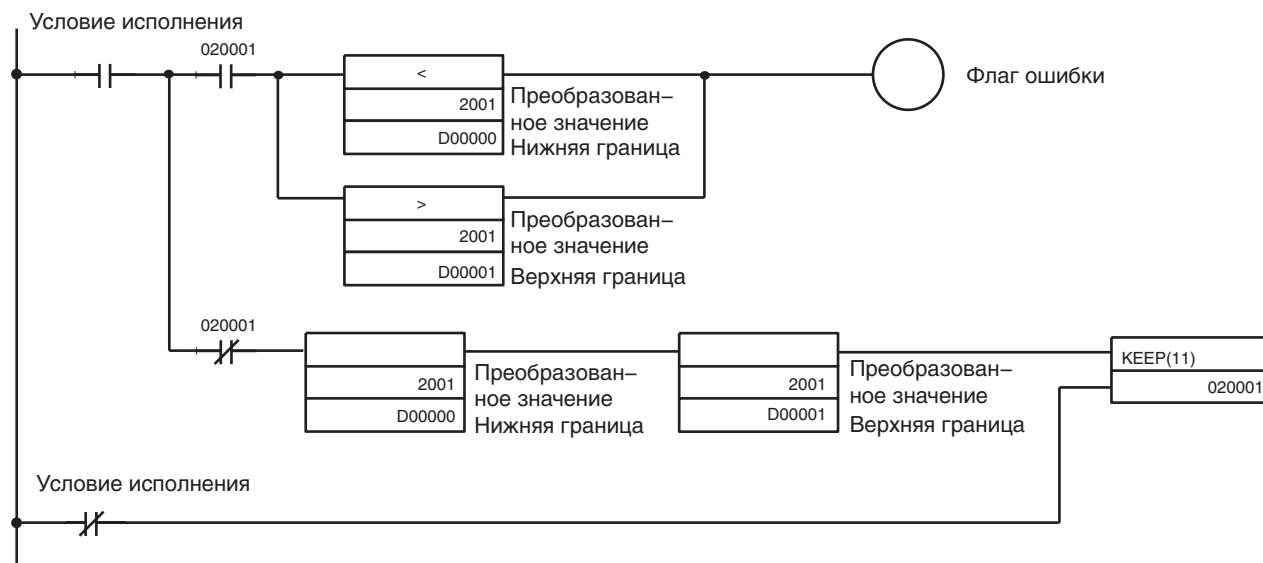 Условие исполнения
020001
<
2001
D00000
Преобразован–
ное значение
Нижняя граница
Флаг ошибки
>
2001
D00001
Преобразован–
ное значение
Верхняя граница
020001
2001
D00000
Преобразован–
ное значение
Нижняя граница
2001
D00001
Преобразован–
ное значение
Верхняя граница
KEEP(11)
020001
Условие исполнения